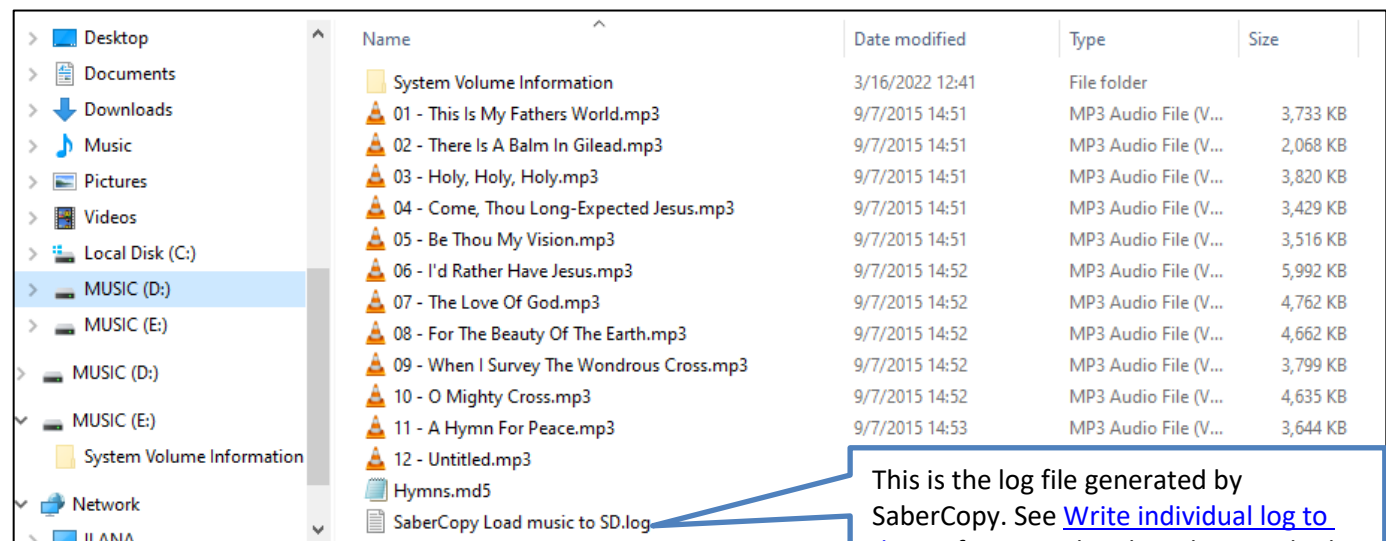 Desktop
Documents
Downloads
Music
Pictures
Videos
Local Disk (C:)
MUSIC (D:)
MUSIC (E:)
MUSIC (D:)
MUSIC (E:)
System Volume Information
Network
Name Date modified Type Size
System Volume Information 3/16/2022 12:41 File folder
01 - This Is My Fathers World.mp3 9/7/2015 14:51 MP3 Audio File (V... 3,733 KB
02 - There Is A Balm In Gilead.mp3 9/7/2015 14:51 MP3 Audio File (V... 2,068 KB
03 - Holy, Holy, Holy.mp3 9/7/2015 14:51 MP3 Audio File (V... 3,820 KB
04 - Come, Thou Long-Expected Jesus.mp3 9/7/2015 14:51 MP3 Audio File (V... 3,429 KB
05 - Be Thou My Vision.mp3 9/7/2015 14:51 MP3 Audio File (V... 3,516 KB
06 - I'd Rather Have Jesus.mp3 9/7/2015 14:52 MP3 Audio File (V... 5,992 KB
07 - The Love Of God.mp3 9/7/2015 14:52 MP3 Audio File (V... 4,762 KB
08 - For The Beauty Of The Earth.mp3 9/7/2015 14:52 MP3 Audio File (V... 4,662 KB
09 - When I Survey The Wondrous Cross.mp3 9/7/2015 14:52 MP3 Audio File (V... 3,799 KB
10 - O Mighty Cross.mp3 9/7/2015 14:52 MP3 Audio File (V... 4,635 KB
11 - A Hymn For Peace.mp3 9/7/2015 14:53 MP3 Audio File (V... 3,644 KB
12 - Untitled.mp3
Hymns.md5
SaberCopy Load music to SD.log
This is the log file generated by
SaberCopy. See Write individual log to